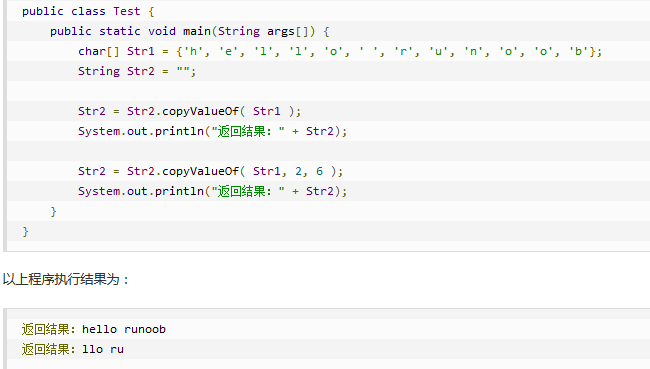 public class Test {
    public static void main(String args[]) {
        char[] Str1 = {'h', 'e', 'l', 'l', 'o', ' ', 'r', 'u', 'n', 'o', 'o', 'b'};
        String Str2 = "";

        Str2 = Str2.copyValueOf( Str1 );
        System.out.println("返回结果：" + Str2);

        Str2 = Str2.copyValueOf( Str1, 2, 6 );
        System.out.println("返回结果：" + Str2);
    }
}
以上程序执行结果为：
返回结果：hello runoob
返回结果：llo ru